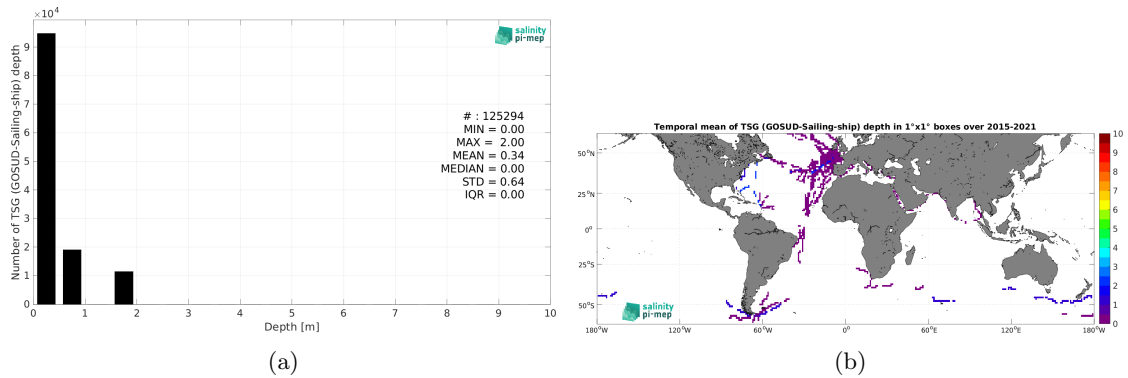 ×10⁴
9
8
7
6
5
4
3
2
1
0
Number of TSG (GOSUD-Sailing-ship) depth
salinity
pi-mep
# : 125294
MIN = 0.00
MAX = 2.00
MEAN = 0.34
MEDIAN = 0.00
STD = 0.64
IQR = 0.00
0 1 2 3 4 5 6 7 8 9 10
Depth [m]
(a)
Temporal mean of TSG (GOSUD-Sailing-ship) depth in 1°x1° boxes over 2015-2021
50°N
25°N
0°
25°S
50°S
salinity
pi-mep
180°W 120°W 60°W 0° 60°E 120°E 180°W
10
9
8
7
6
5
4
3
2
1
0
(b)